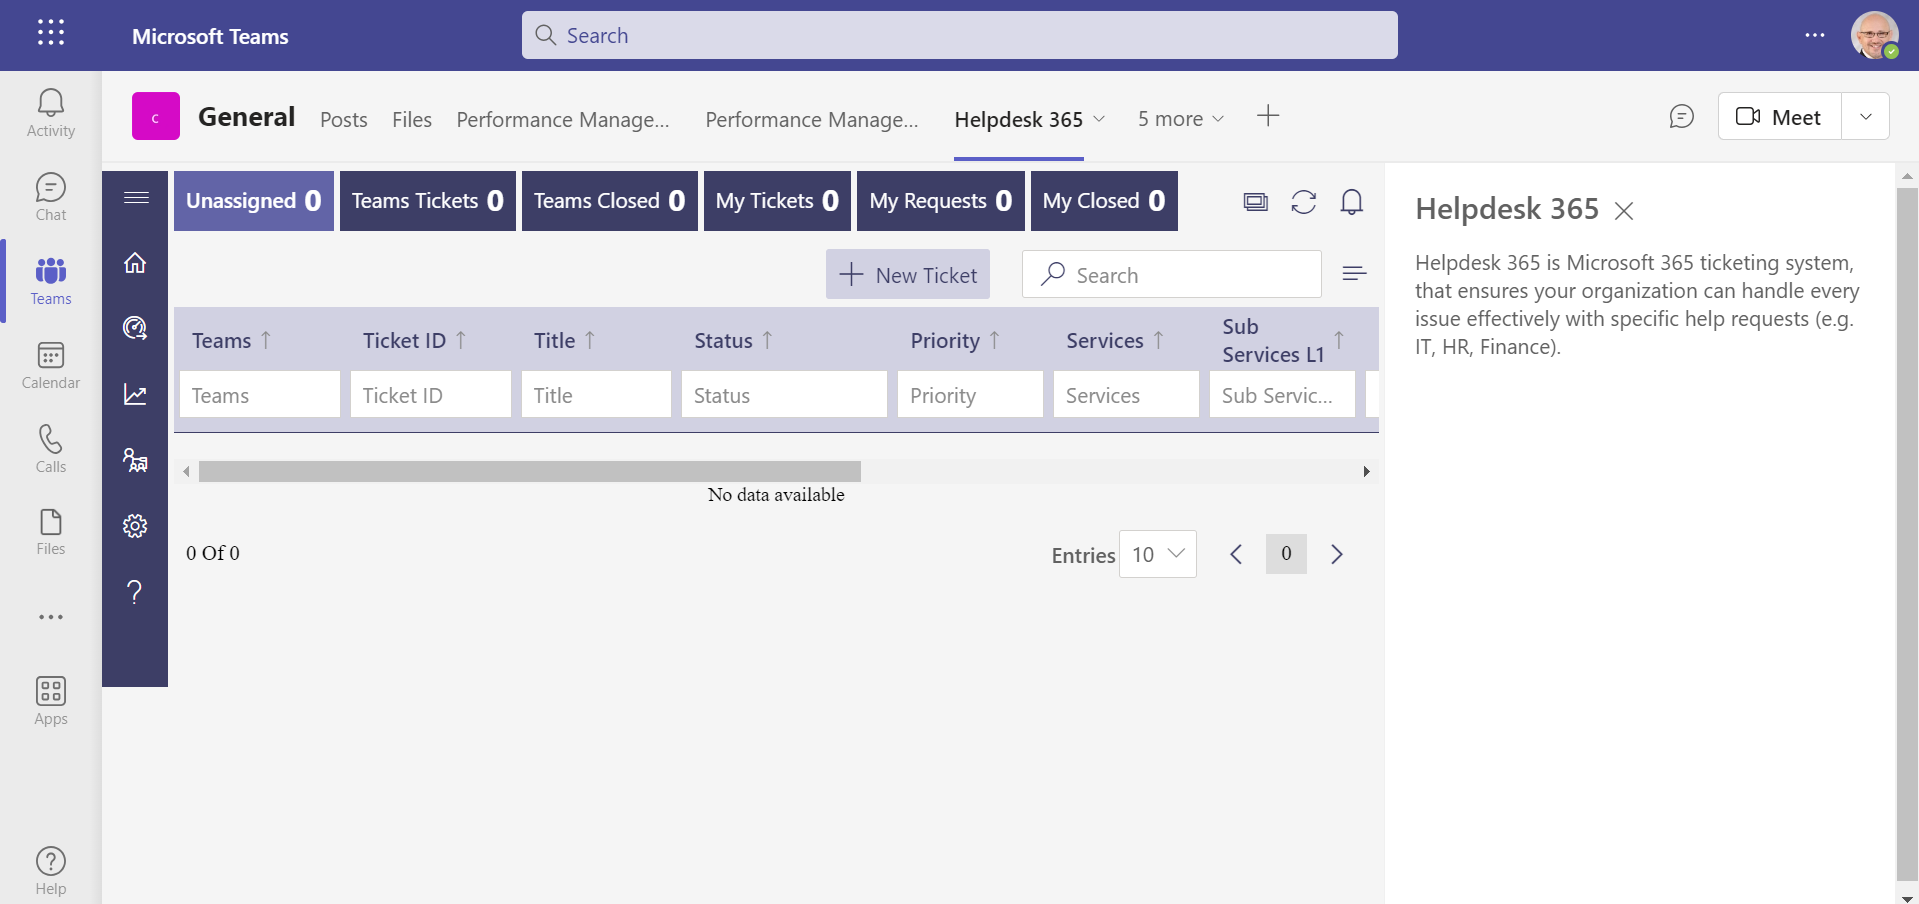 Microsoft Teams
Search
Activity
Chat
Teams
Calendar
Calls
Files
Apps
Help
c
General
Posts
Files
Performance Manage...
Performance Manage...
Helpdesk 365
5 more
Meet
Unassigned 0
Teams Tickets 0
Teams Closed 0
My Tickets 0
My Requests 0
My Closed 0
New Ticket
Search
Teams
Ticket ID
Title
Status
Priority
Services
Sub
Services L1
Teams
Ticket ID
Title
Status
Priority
Services
Sub Servic...
No data available
0 Of 0
Entries
10
0
Helpdesk 365
Helpdesk 365 is Microsoft 365 ticketing system,
that ensures your organization can handle every
issue effectively with specific help requests (e.g.
IT, HR, Finance).